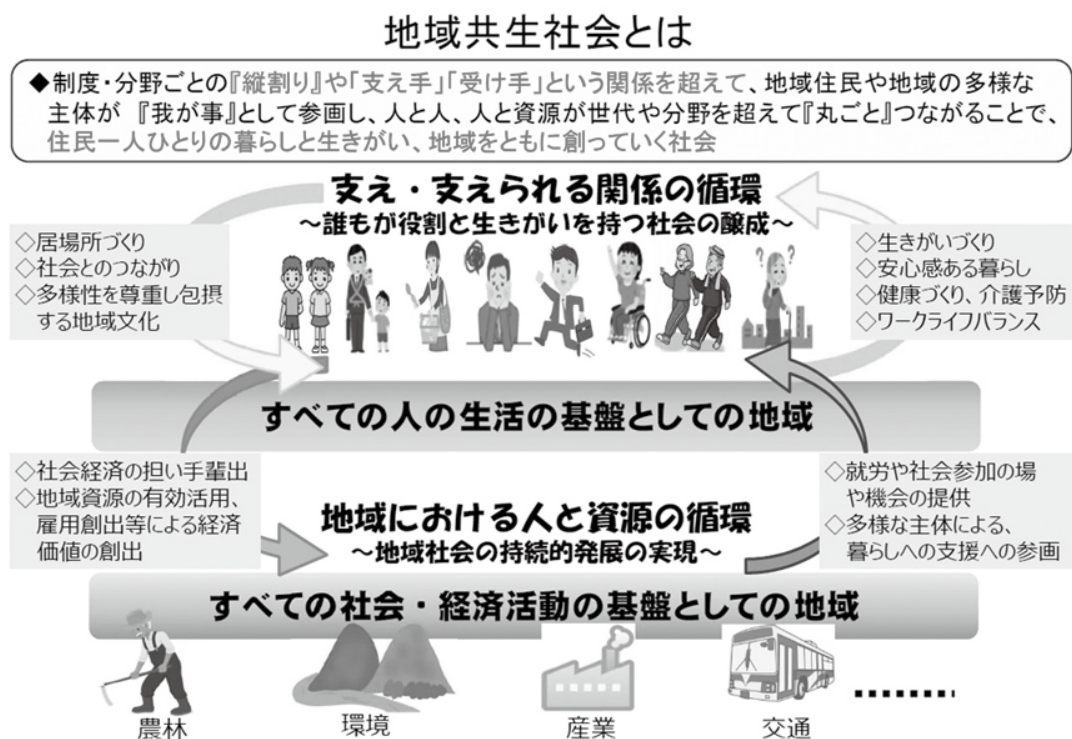 地域共生社会とは
◆制度・分野ごとの『縦割り』や「支え手」「受け手」という関係を超えて、地域住民や地域の多様な
主体が 『我が事』として参画し、人と人、人と資源が世代や分野を超えて『丸ごと』つながることで、
住民一人ひとりの暮らしと生きがい、地域をともに創っていく社会
支え・支えられる関係の循環
～誰もが役割と生きがいを持つ社会の醸成～
◇居場所づくり
◇社会とのつながり
◇多様性を尊重し包摂
する地域文化
◇生きがいづくり
◇安心感ある暮らし
◇健康づくり、介護予防
◇ワークライフバランス
すべての人の生活の基盤としての地域
◇社会経済の担い手輩出
◇地域資源の有効活用、
雇用創出等による経済
価値の創出
地域における人と資源の循環
～地域社会の持続的発展の実現～
◇就労や社会参加の場
や機会の提供
◇多様な主体による、
暮らしへの支援への参画
すべての社会・経済活動の基盤としての地域
農林
環境
産業
交通